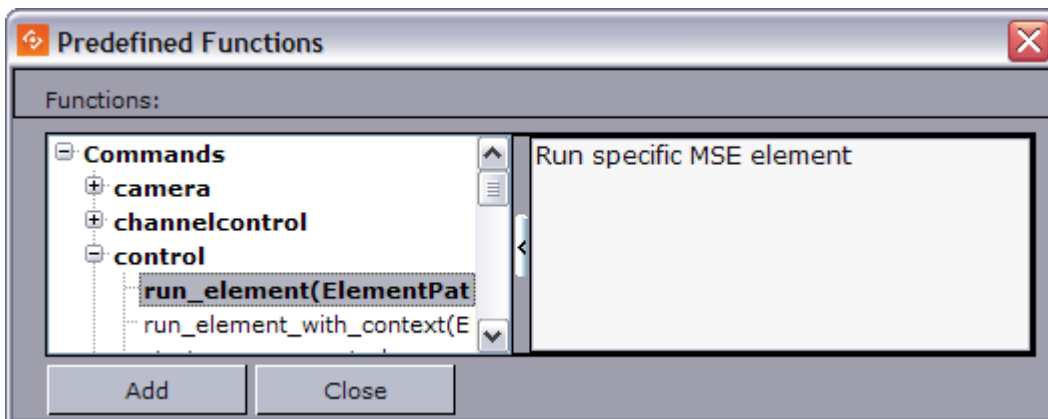 Predefined Functions
Functions:
Commands
camera
channelcontrol
control
run_element(ElementPat
run_element_with_context(E
Run specific MSE element
Add
Close